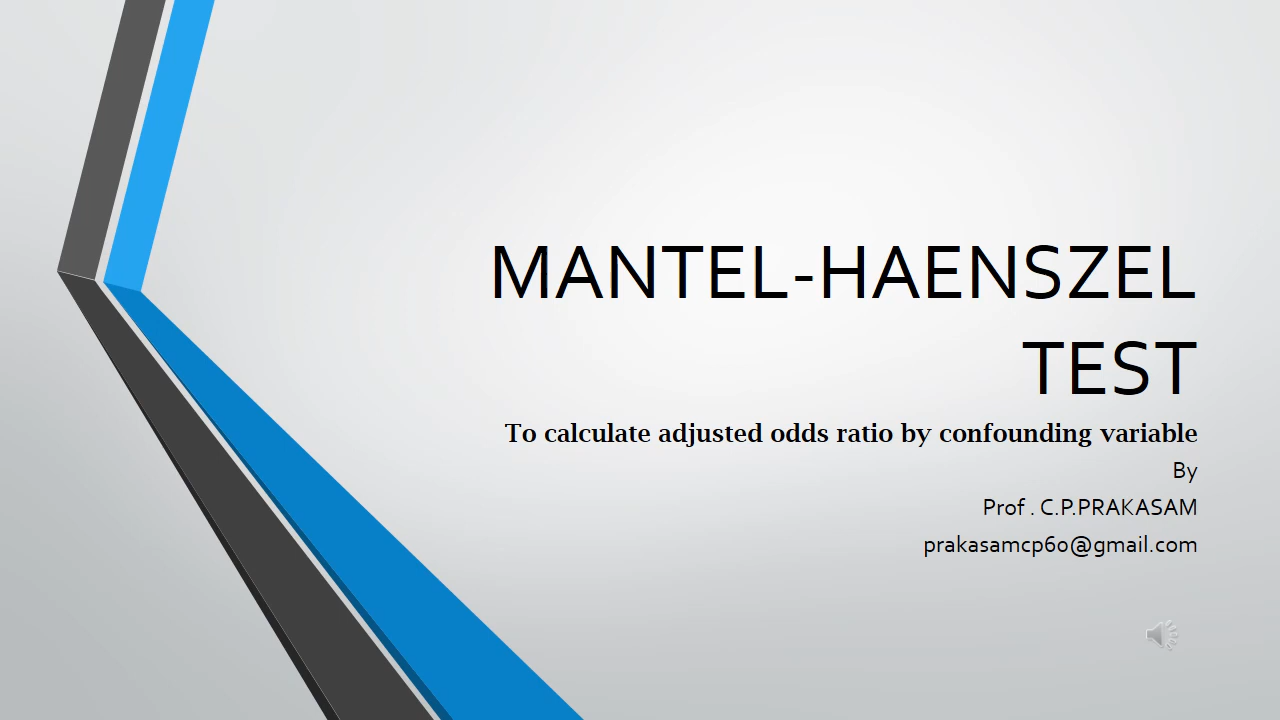 MANTEL-HAENSZEL
TEST
To calculate adjusted odds ratio by confounding variable
By
Prof . C.P.PRAKASAM
prakasamcp60@gmail.com